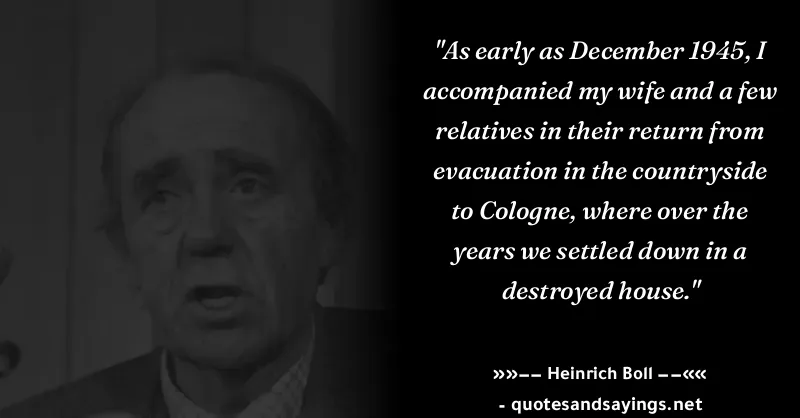 "As early as December 1945, I
accompanied my wife and a few
relatives in their return from
evacuation in the countryside
to Cologne, where over the
years we settled down in a
destroyed house."
»»−− Heinrich Boll −−««
- quotesandsayings.net